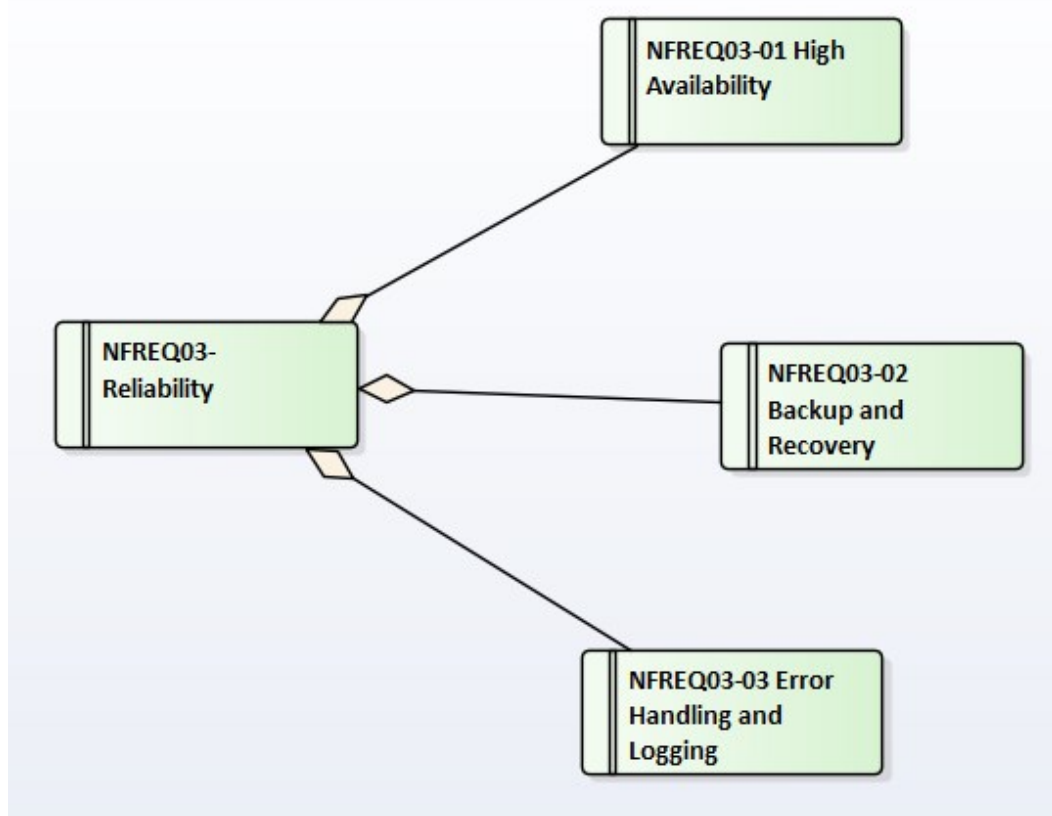 NFREQ03-01 High
Availability
NFREQ03-
Reliability
NFREQ03-02
Backup and
Recovery
NFREQ03-03 Error
Handling and
Logging